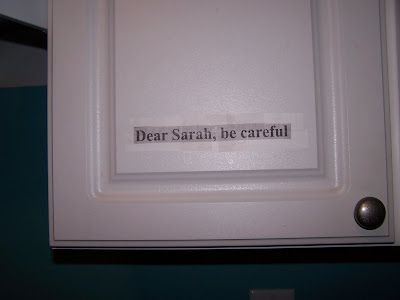 Dear Sarah, be careful